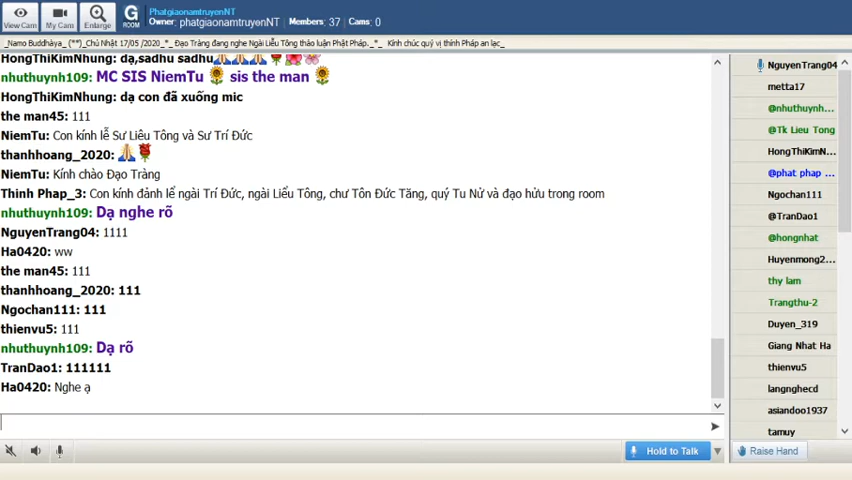 View Cam
My Cam
Enlarge
G
ROOM
PhatgiaonamtruyenNT
Owner: phatgiaonamtruyenNT
Members: 37
Cams: 0
_Namo Buddhàya_ (**)_Chủ Nhật 17/05 /2020_*_ Đạo Tràng đang nghe Ngài Liễu Tông thảo luận Phật Pháp._*_ Kính chúc quý vị thính Pháp an lạc_
HongThiKimNhung: dạ,sadhu sadhu
nhuthuynh109: MC SIS NiemTu sis the man
HongThiKimNhung: dạ con đã xuống mic
the man45: 111
NiemTu: Con kính lễ Sư Liêu Tông và Sư Trí Đức
thanhhoang_2020:
NiemTu: Kính chào Đạo Tràng
Thinh Phap_3: Con kính đảnh lể ngài Trí Đức, ngài Liểu Tông, chư Tôn Đức Tăng, quý Tu Nử và đạo hửu trong room
nhuthuynh109: Dạ nghe rõ
NguyenTrang04: 1111
Ha0420: ww
the man45: 111
thanhhoang_2020: 111
Ngochan111: 111
thienvu5: 111
nhuthuynh109: Dạ rõ
TranDao1: 111111
Ha0420: Nghe ạ
NguyenTrang04
metta17
@nhuthuynh...
@Tk Lieu Tong
HongThiKimN...
@phat phap ...
Ngochan111
@TranDao1
@hongnhat
Huyenmong2...
thy lam
Trangthu-2
Duyen_319
Giang Nhat Ha
thienvu5
langnghecd
asiandoo1937
tamuy
Hold to Talk
Raise Hand